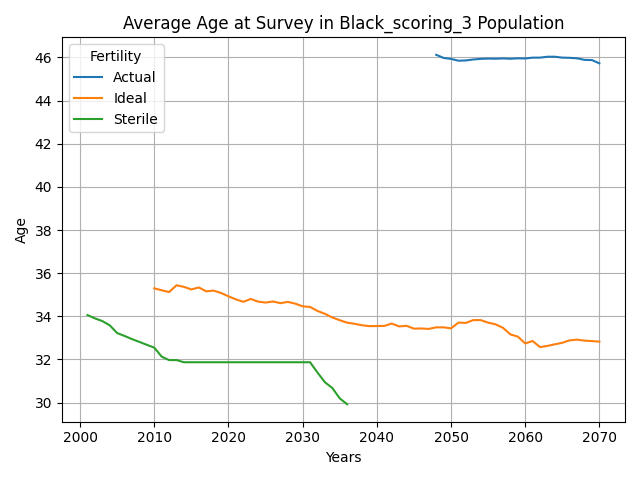 Average Age at Survey in Black_scoring_3 Population
Fertility
Actual
Ideal
Sterile
Age
46
44
42
40
38
36
34
32
30
2000
2010
2020
2030
2040
2050
2060
2070
Years